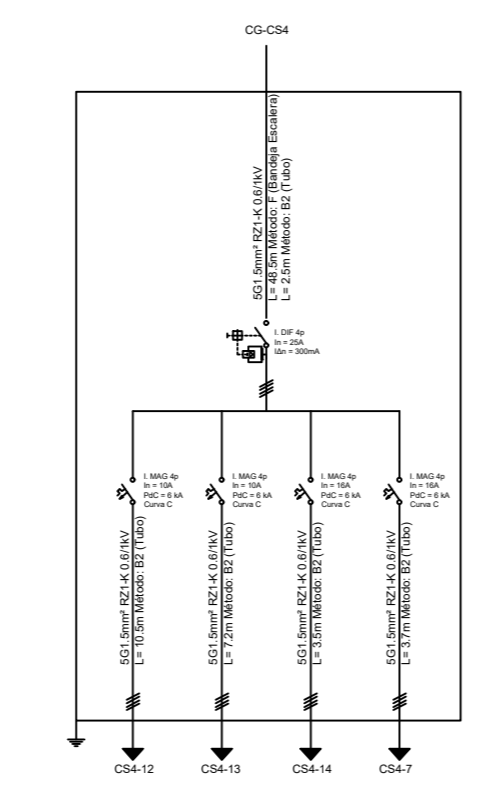 CG-CS4
5G1.5mm² RZ1-K 0.6/1kV
L= 48.5m Método: F (Bandeja Escalera)
L= 2.5m Método: B2 (Tubo)
I. DIF 4p
In = 25A
IΔn = 300mA
I. MAG 4p
In = 10A
PdC = 6 kA
Curva C
I. MAG 4p
In = 10A
PdC = 6 kA
Curva C
I. MAG 4p
In = 16A
PdC = 6 kA
Curva C
I. MAG 4p
In = 16A
PdC = 6 kA
Curva C
5G1.5mm² RZ1-K 0.6/1kV
L= 10.5m Método: B2 (Tubo)
5G1.5mm² RZ1-K 0.6/1kV
L= 7.2m Método: B2 (Tubo)
5G1.5mm² RZ1-K 0.6/1kV
L= 3.5m Método: B2 (Tubo)
5G1.5mm² RZ1-K 0.6/1kV
L= 3.7m Método: B2 (Tubo)
CS4-12
CS4-13
CS4-14
CS4-7